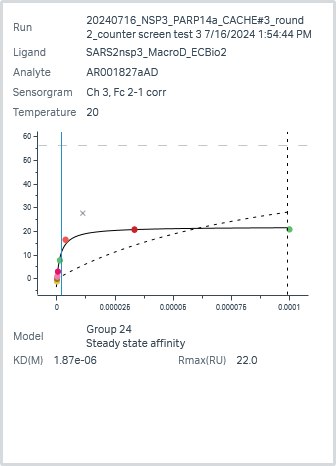 Run 20240716_NSP3_PARP14a_CACHE#3_round
2_counter screen test 3 7/16/2024 1:54:44 PM
Ligand SARS2nsp3_MacroD_ECBio2
Analyte AR001827aAD
Sensorgram Ch 3, Fc 2-1 corr
Temperature 20
60
50
40
30
20
10
0
0 0.000025 0.00005 0.000075 0.0001
Model Group 24
Steady state affinity
KD(M) 1.87e-06 Rmax(RU) 22.0